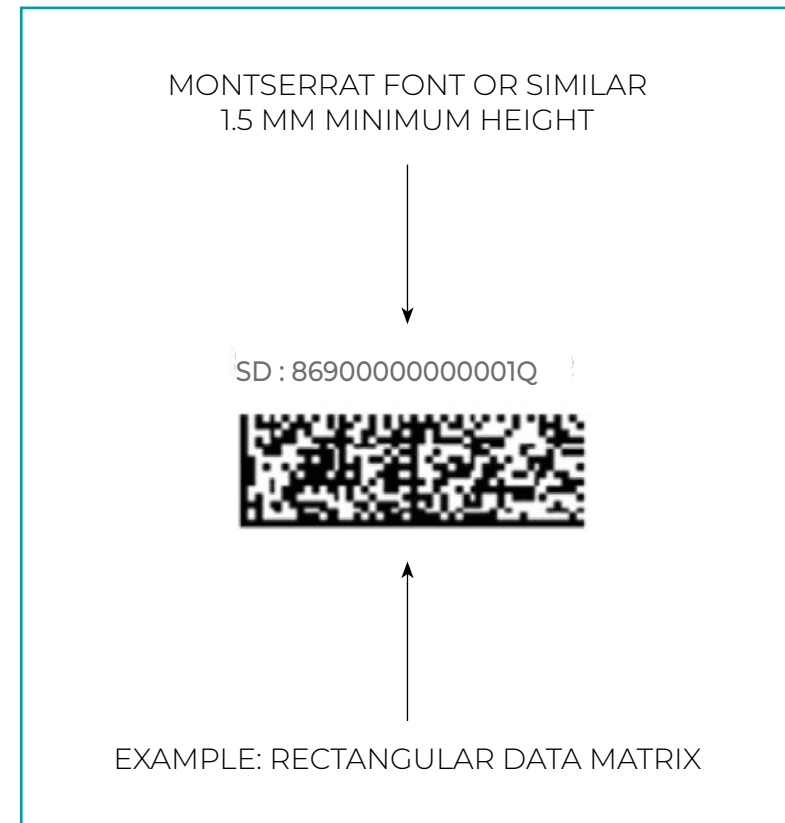 MONTSERRAT FONT OR SIMILAR
1.5 MM MINIMUM HEIGHT
SD : 86900000000001Q
EXAMPLE: RECTANGULAR DATA MATRIX